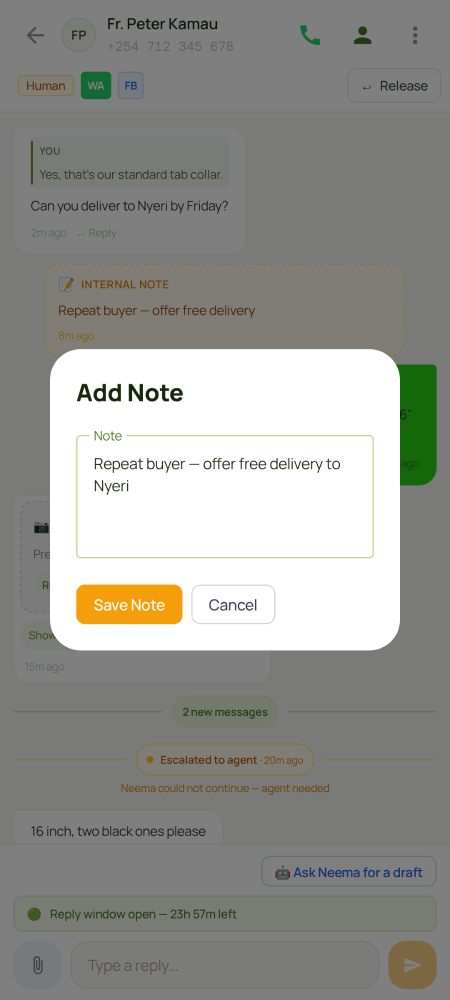 FP
Fr. Peter Kamau
+254 712 345 678
Human
WA
FB
Release
YOU
Yes, that's our standard tab collar.
Can you deliver to Nyeri by Friday?
2m ago
Reply
INTERNAL NOTE
Repeat buyer — offer free delivery
8m ago
6"
ago
Add Note
Note
Repeat buyer — offer free delivery to
Nyeri
Save Note
Cancel
Pre
R
Show
15m ago
2 new messages
Escalated to agent · 20m ago
Neema could not continue — agent needed
16 inch, two black ones please
Ask Neema for a draft
Reply window open — 23h 57m left
Type a reply...